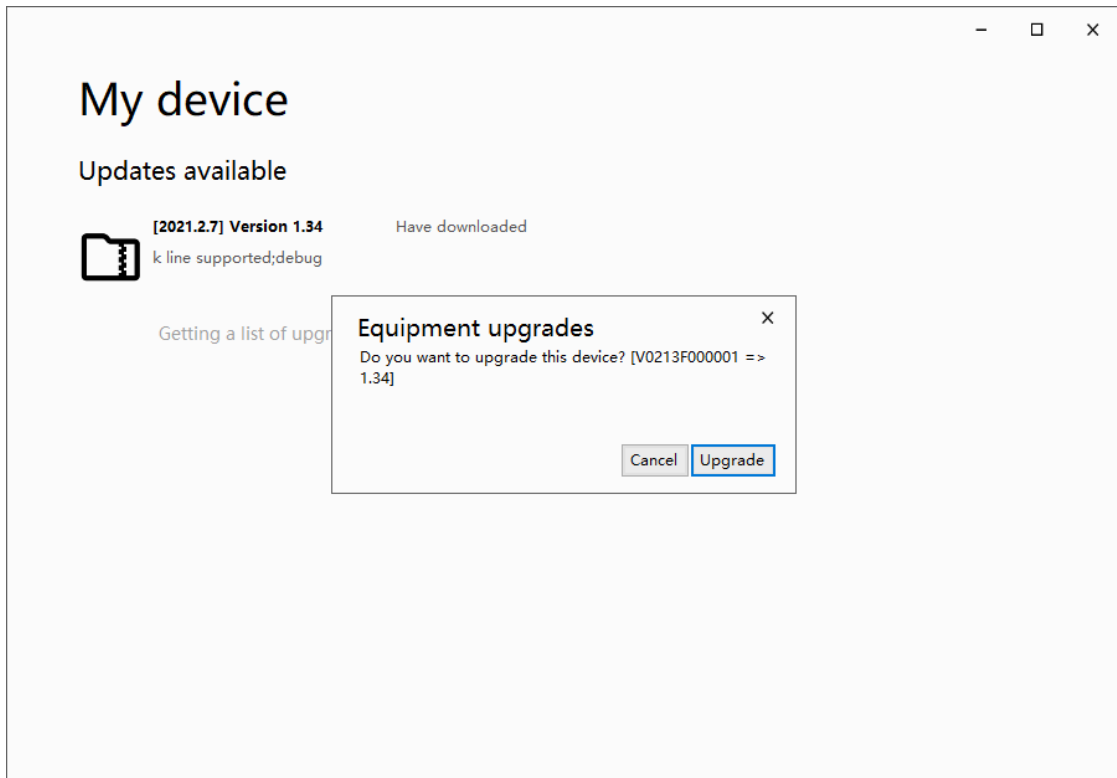 My device
Updates available
[2021.2.7] Version 1.34 Have downloaded
k line supported;debug
Getting a list of upgr
Equipment upgrades
Do you want to upgrade this device? [V0213F000001 =>
1.34]
Cancel Upgrade